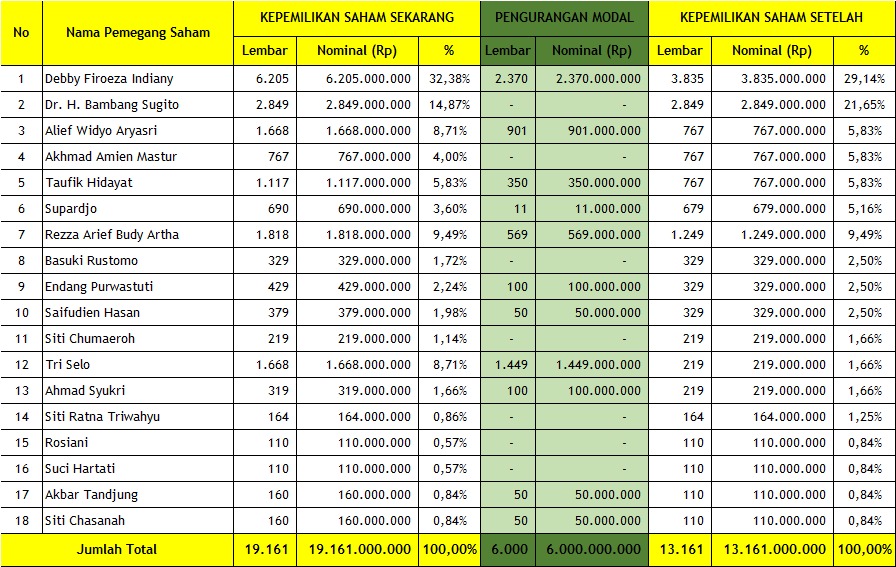 No Nama Pemegang Saham KEPEMILIKAN SAHAM SEKARANG PENGURANGAN MODAL KEPEMILIKAN SAHAM SETELAH
Lembar Nominal (Rp) % Lembar Nominal (Rp) Lembar Nominal (Rp) %
1 Debby Firoeza Indiany 6.205 6.205.000.000 32,38% 2.370 2.370.000.000 3.835 3.835.000.000 29,14%
2 Dr. H. Bambang Sugito 2.849 2.849.000.000 14,87% - - 2.849 2.849.000.000 21,65%
3 Alief Widyo Aryasri 1.668 1.668.000.000 8,71% 901 901.000.000 767 767.000.000 5,83%
4 Akhmad Amien Mastur 767 767.000.000 4,00% - - 767 767.000.000 5,83%
5 Taufik Hidayat 1.117 1.117.000.000 5,83% 350 350.000.000 767 767.000.000 5,83%
6 Supardjo 690 690.000.000 3,60% 11 11.000.000 679 679.000.000 5,16%
7 Rezza Arief Budy Artha 1.818 1.818.000.000 9,49% 569 569.000.000 1.249 1.249.000.000 9,49%
8 Basuki Rustomo 329 329.000.000 1,72% - - 329 329.000.000 2,50%
9 Endang Purwastuti 429 429.000.000 2,24% 100 100.000.000 329 329.000.000 2,50%
10 Saifudien Hasan 379 379.000.000 1,98% 50 50.000.000 329 329.000.000 2,50%
11 Siti Chumaeroh 219 219.000.000 1,14% - - 219 219.000.000 1,66%
12 Tri Selo 1.668 1.668.000.000 8,71% 1.449 1.449.000.000 219 219.000.000 1,66%
13 Ahmad Syukri 319 319.000.000 1,66% 100 100.000.000 219 219.000.000 1,66%
14 Siti Ratna Triwahyu 164 164.000.000 0,86% - - 164 164.000.000 1,25%
15 Rosiani 110 110.000.000 0,57% - - 110 110.000.000 0,84%
16 Suci Hartati 110 110.000.000 0,57% - - 110 110.000.000 0,84%
17 Akbar Tandjung 160 160.000.000 0,84% 50 50.000.000 110 110.000.000 0,84%
18 Siti Chasanah 160 160.000.000 0,84% 50 50.000.000 110 110.000.000 0,84%
Jumlah Total 19.161 19.161.000.000 100,00% 6.000 6.000.000.000 13.161 13.161.000.000 100,00%